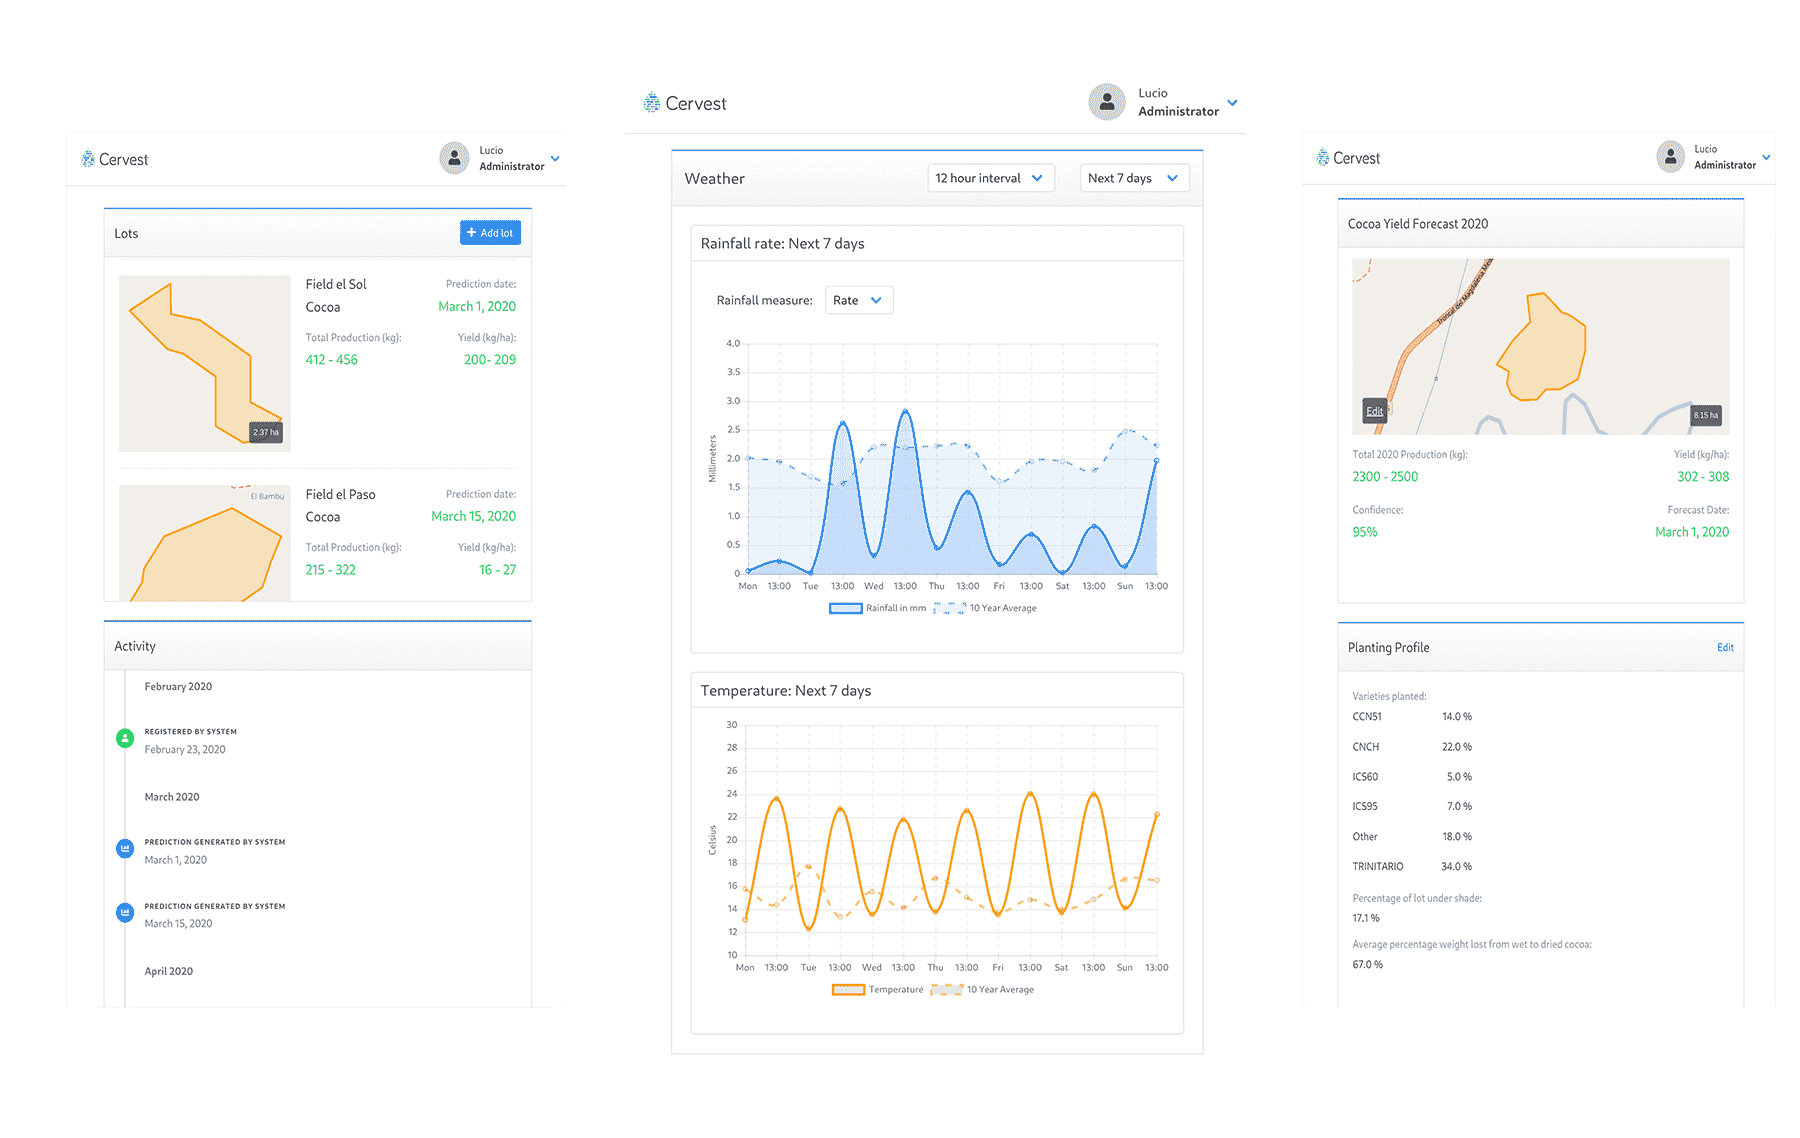 Cervest
Lucio
Administrator
Lots
+ Add lot
2.37 ha
Field el Sol
Prediction date:
Cocoa
March 1, 2020
Total Production (kg):
Yield (kg/ha):
412 - 456
200- 209
El Bambu
Field el Paso
Prediction date:
Cocoa
March 15, 2020
Total Production (kg):
Yield (kg/ha):
215 - 322
16 - 27
Activity
February 2020
REGISTERED BY SYSTEM
February 23, 2020
March 2020
PREDICTION GENERATED BY SYSTEM
March 1, 2020
PREDICTION GENERATED BY SYSTEM
March 15, 2020
April 2020
Cervest
Lucio
Administrator
Weather
12 hour interval
Next 7 days
Rainfall rate: Next 7 days
Rainfall measure:
Rate
Millimeters
4.0
3.5
3.0
2.5
2.0
1.5
1.0
0.5
0
Mon 13:00 Tue 13:00 Wed 13:00 Thu 13:00 Fri 13:00 Sat 13:00 Sun 13:00
Rainfall in mm 10 Year Average
Temperature: Next 7 days
Celsius
30
28
26
24
22
20
18
16
14
12
10
Mon 13:00 Tue 13:00 Wed 13:00 Thu 13:00 Fri 13:00 Sat 13:00 Sun 13:00
Temperature 10 Year Average
Cervest
Lucio
Administrator
Cocoa Yield Forecast 2020
Troncal del Magdalena Med
Edit
8.15 ha
Total 2020 Production (kg):
Yield (kg/ha):
2300 - 2500
302 - 308
Confidence:
Forecast Date:
95%
March 1, 2020
Planting Profile
Edit
Varieties planted:
CCN51 14.0 %
CNCH 22.0 %
ICS60 5.0 %
ICS95 7.0 %
Other 18.0 %
TRINITARIO 34.0 %
Percentage of lot under shade:
17.1 %
Average percentage weight lost from wet to dried cocoa:
67.0 %